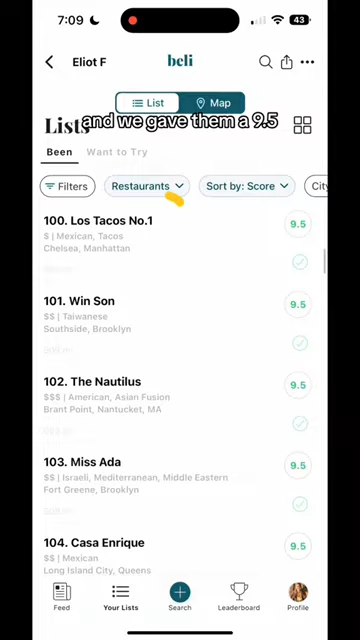 7:09
43
Eliot F
beli
List
Map
and we gave them a 9.5
Lists
Been
Want to Try
Filters
Restaurants
Sort by: Score
City
100. Los Tacos No.1
9.5
$ | Mexican, Tacos
Chelsea, Manhattan
101. Win Son
9.5
$$ | Taiwanese
Southside, Brooklyn
102. The Nautilus
9.5
$$$ | American, Asian Fusion
Brant Point, Nantucket, MA
103. Miss Ada
9.5
$$ | Israeli, Mediterranean, Middle Eastern
Fort Greene, Brooklyn
104. Casa Enrique
9.5
$$ | Mexican
Long Island City, Queens
Feed
Your Lists
Search
Leaderboard
Profile